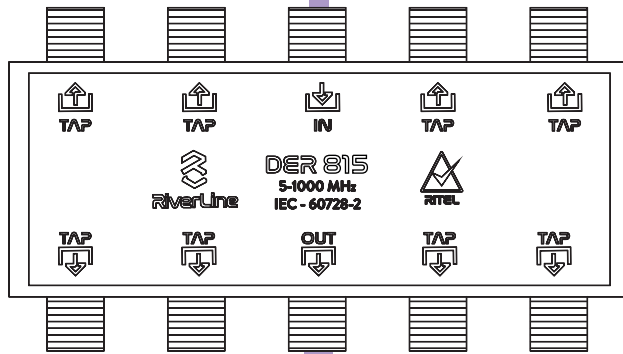 TAP TAP IN TAP TAP
RiverLine
DER 815
5-1000 MHz
IEC - 60728-2
RITEL
TAP TAP OUT TAP TAP